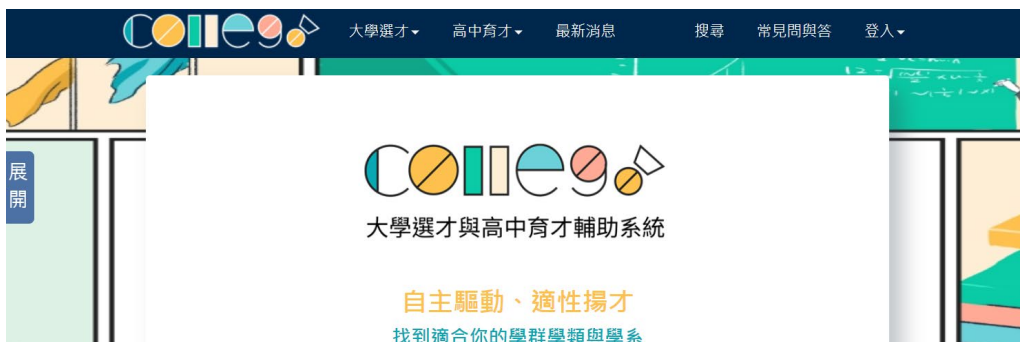 Collego 大學選才▾ 高中育才▾ 最新消息 搜尋 常見問與答 登入▾
展
開
Collego
大學選才與高中育才輔助系統
自主驅動、適性揚才
找到適合你的學群學類與學系